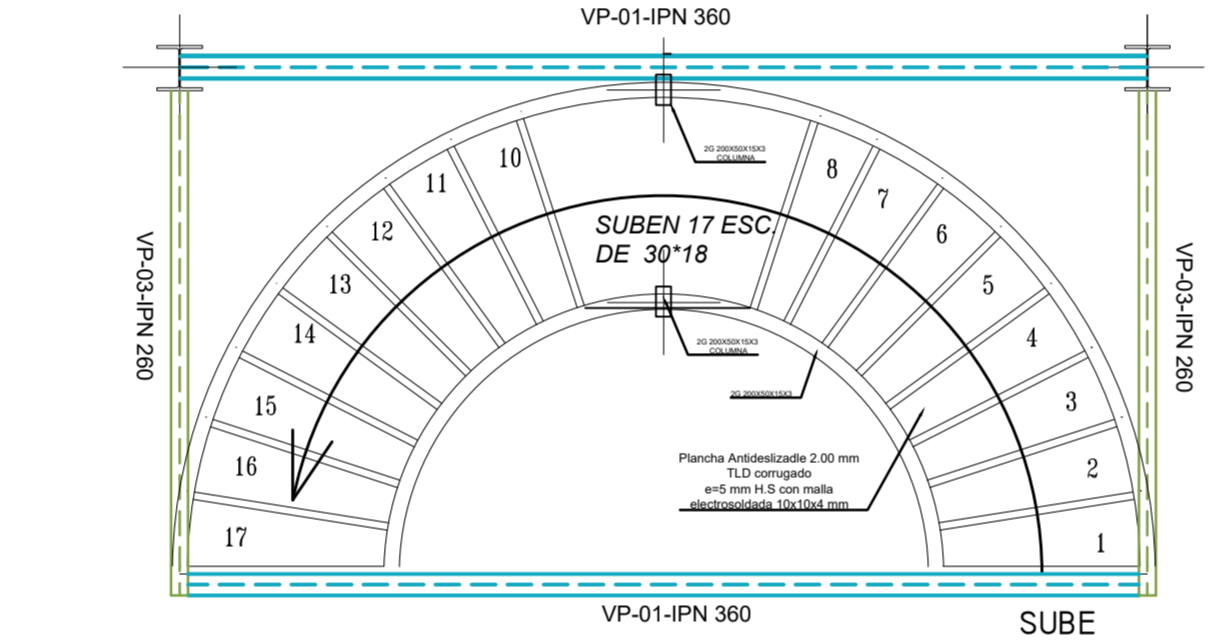 VP-01-IPN 360
2G 200X50X15X3
COLUMNA
10
8
11
7
12
SUBEN 17 ESC.
DE 30*18
6
VP-03-IPN 260
VP-03-IPN 260
13
5
14
4
2G 200X50X15X3
COLUMNA
2G 200X50X15X3
15
3
Plancha Antideslizadle 2.00 mm
TLD corrugado
e=5 mm H.S con malla
electrosoldada 10x10x4 mm
16
2
17
1
VP-01-IPN 360
SUBE